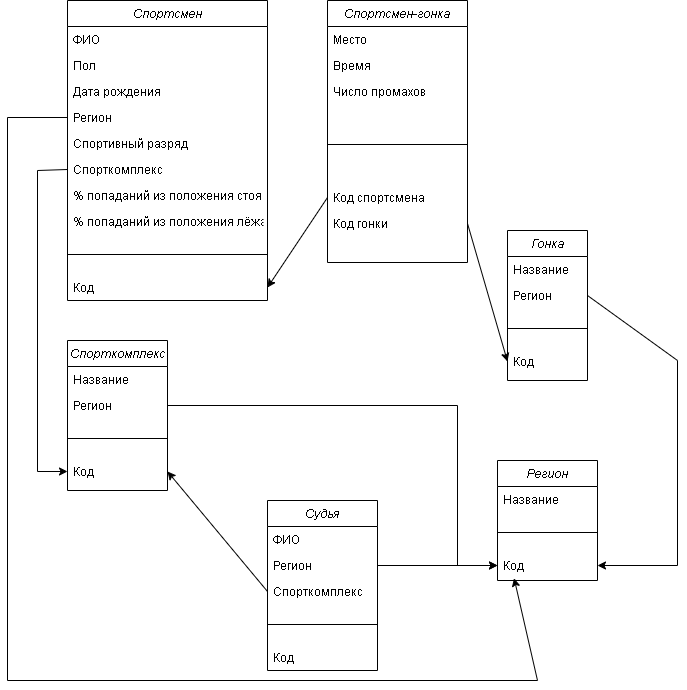 Спортсмен
ФИО
Пол
Дата рождения
Регион
Спортивный разряд
Спорткомплекс
% попаданий из положения стоя
% попаданий из положения лёжа
Код
Спортсмен-гонка
Место
Время
Число промахов
Код спортсмена
Код гонки
Гонка
Название
Регион
Код
Спорткомплекс
Название
Регион
Код
Судья
ФИО
Регион
Спорткомплекс
Код
Регион
Название
Код